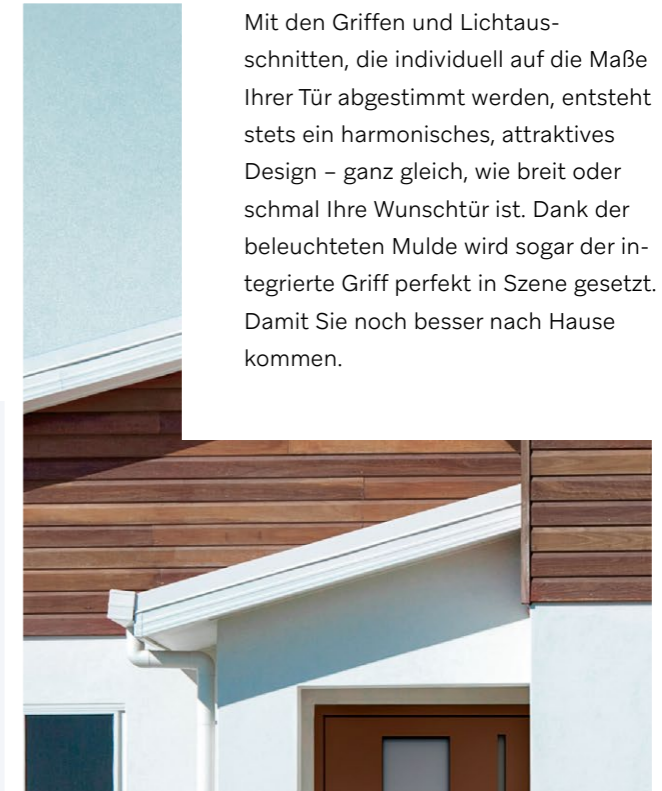 Mit den Griffen und Lichtaus-
schnitten, die individuell auf die Maße
Ihrer Tür abgestimmt werden, entsteht
stets ein harmonisches, attraktives
Design – ganz gleich, wie breit oder
schmal Ihre Wunschtür ist. Dank der
beleuchteten Mulde wird sogar der in-
tegrierte Griff perfekt in Szene gesetzt.
Damit Sie noch besser nach Hause
kommen.